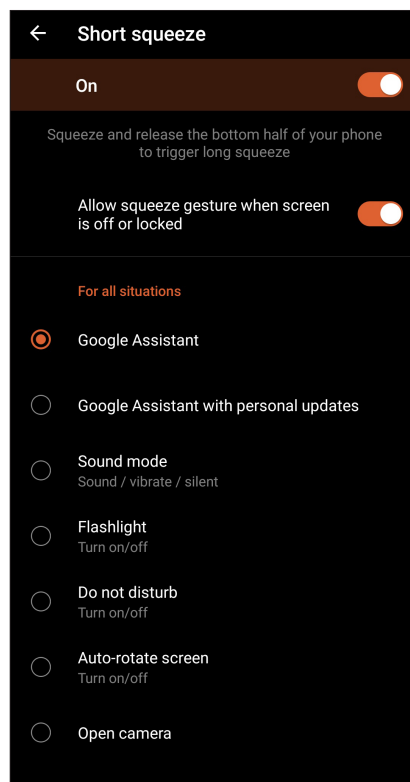 Short squeeze
On
Squeeze and release the bottom half of your phone
to trigger long squeeze
Allow squeeze gesture when screen
is off or locked
For all situations
Google Assistant
Google Assistant with personal updates
Sound mode
Sound / vibrate / silent
Flashlight
Turn on/off
Do not disturb
Turn on/off
Auto-rotate screen
Turn on/off
Open camera